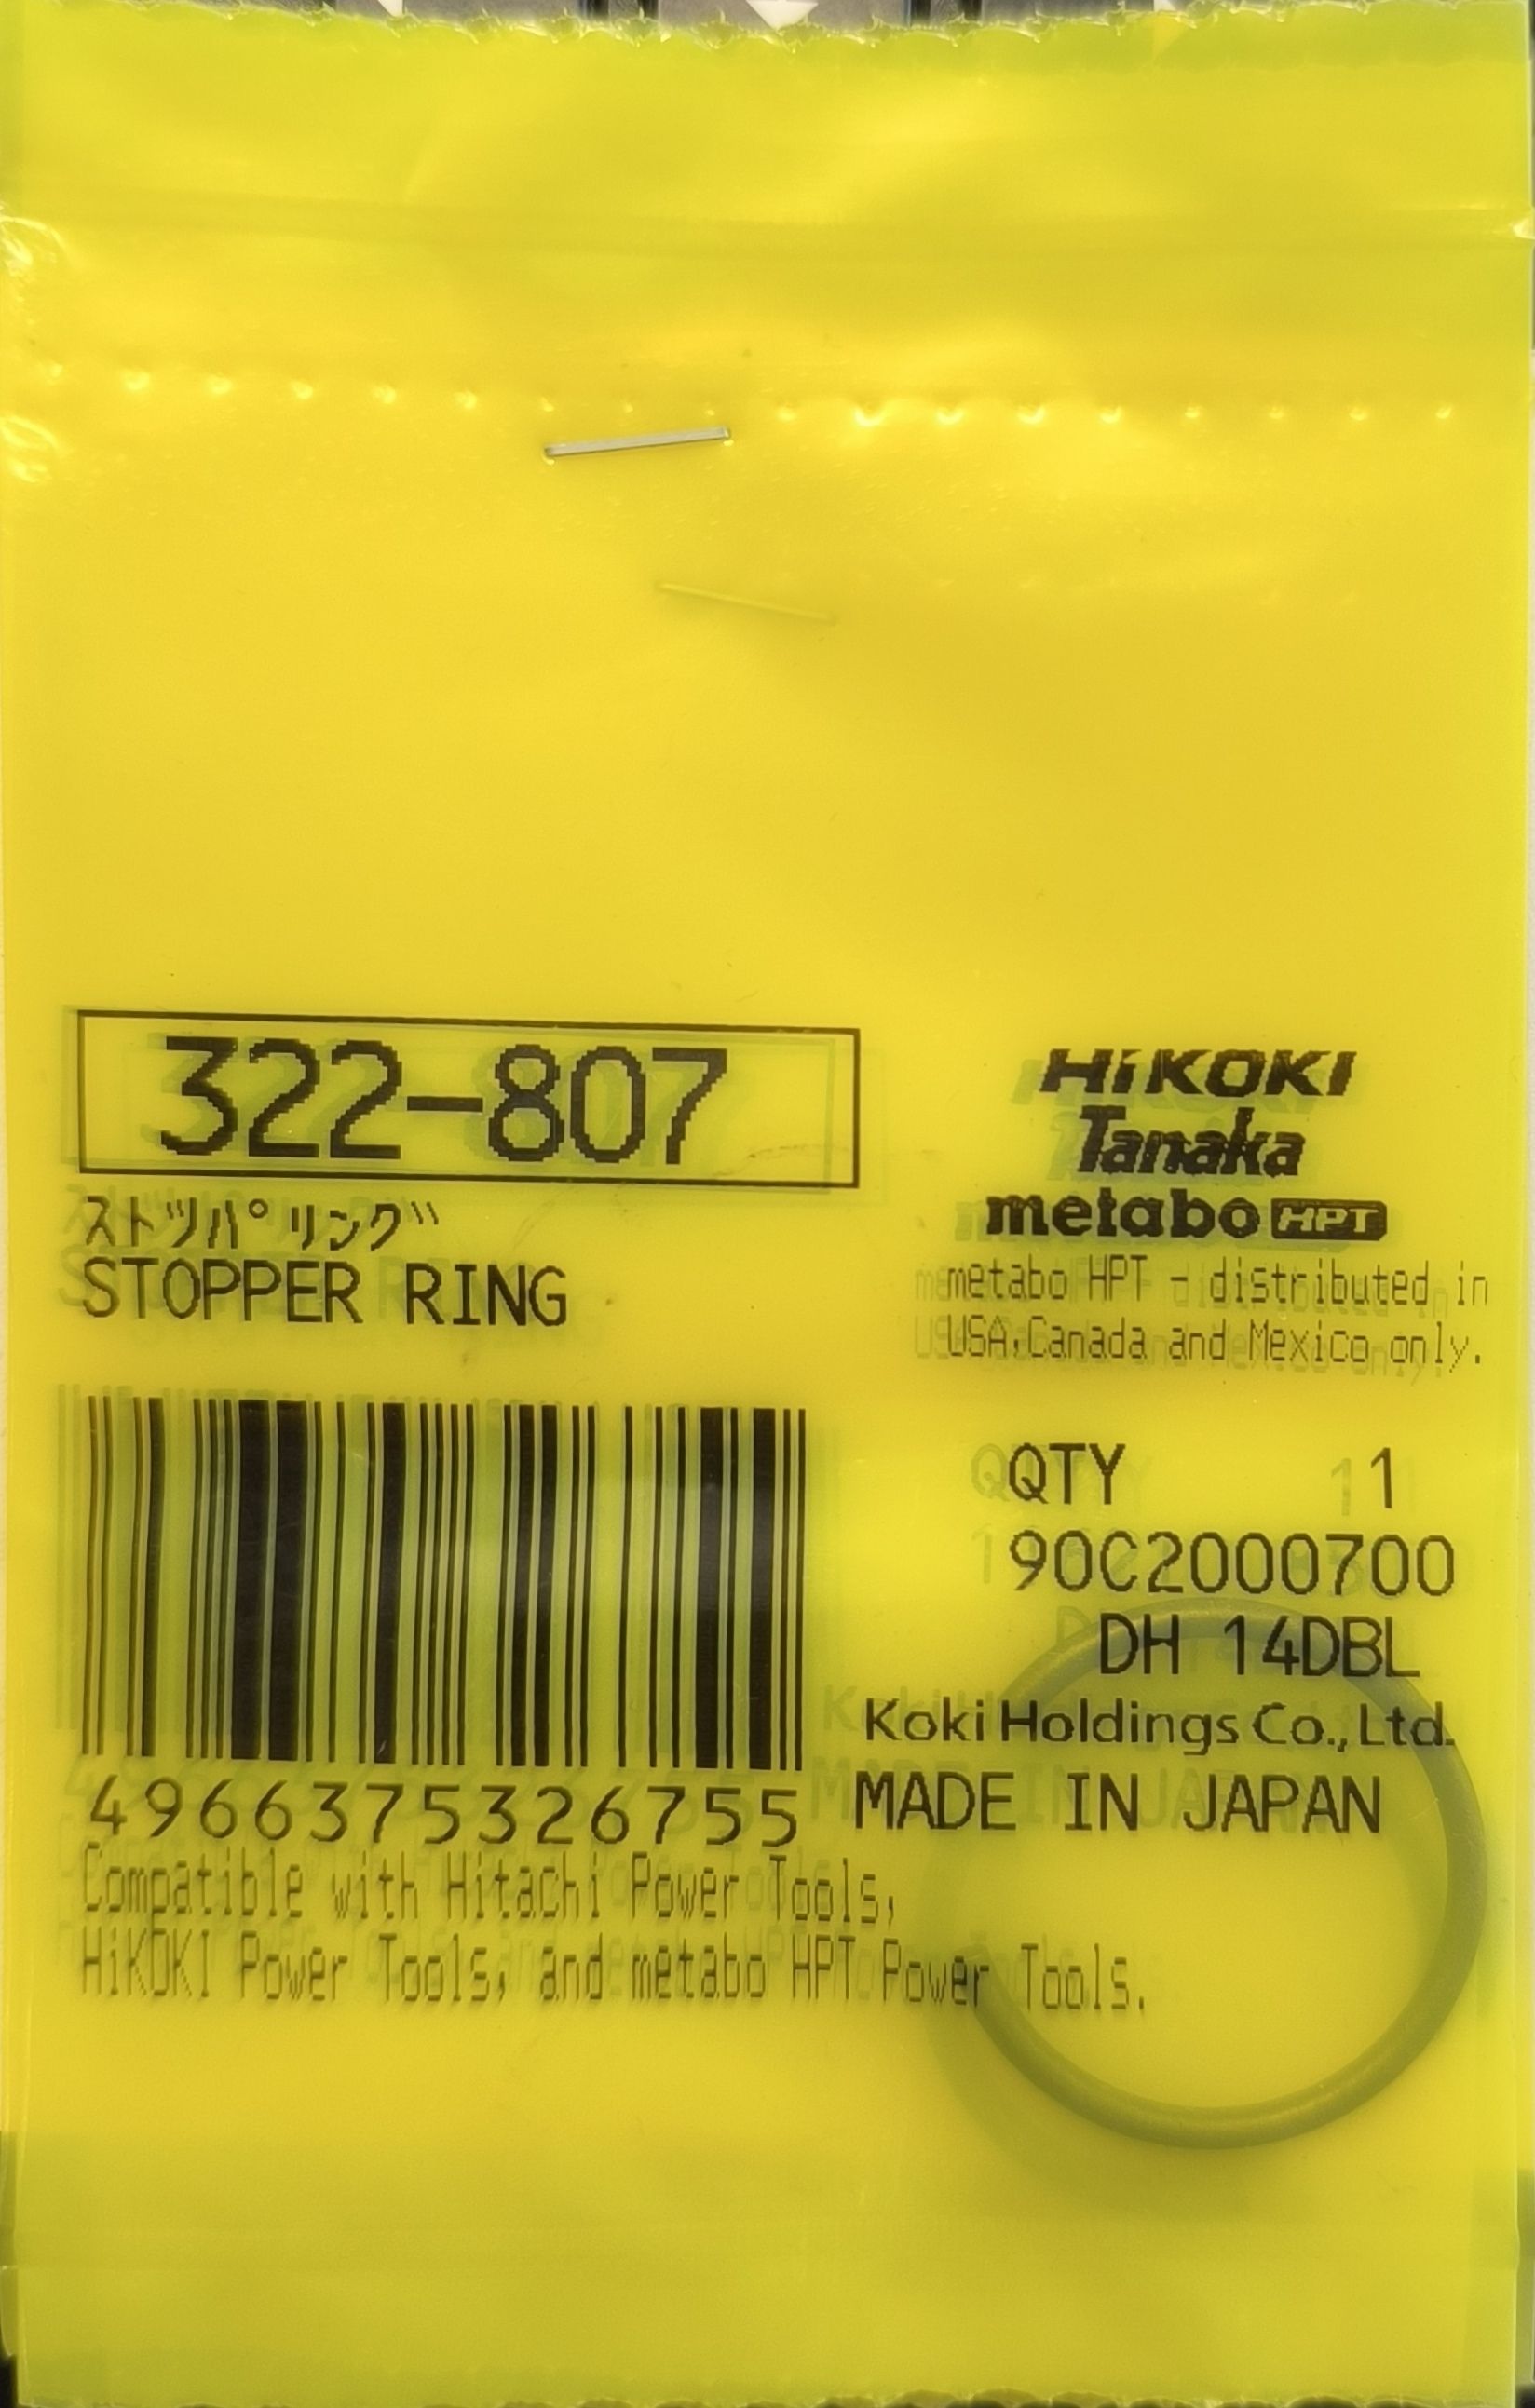 322-807
ストツパ゜リング
STOPPER RING
HiKOKI
Tanaka
metabo HPT
metabo HPT - distributed in
USA,Canada and Mexico only.
QTY 1
90C2000700
DH 14DBL
Koki Holdings Co., Ltd.
MADE IN JAPAN
4966375326755
Compatible with Hitachi Power Tools,
HiKOKI Power Tools, and metabo HPT Power Tools.